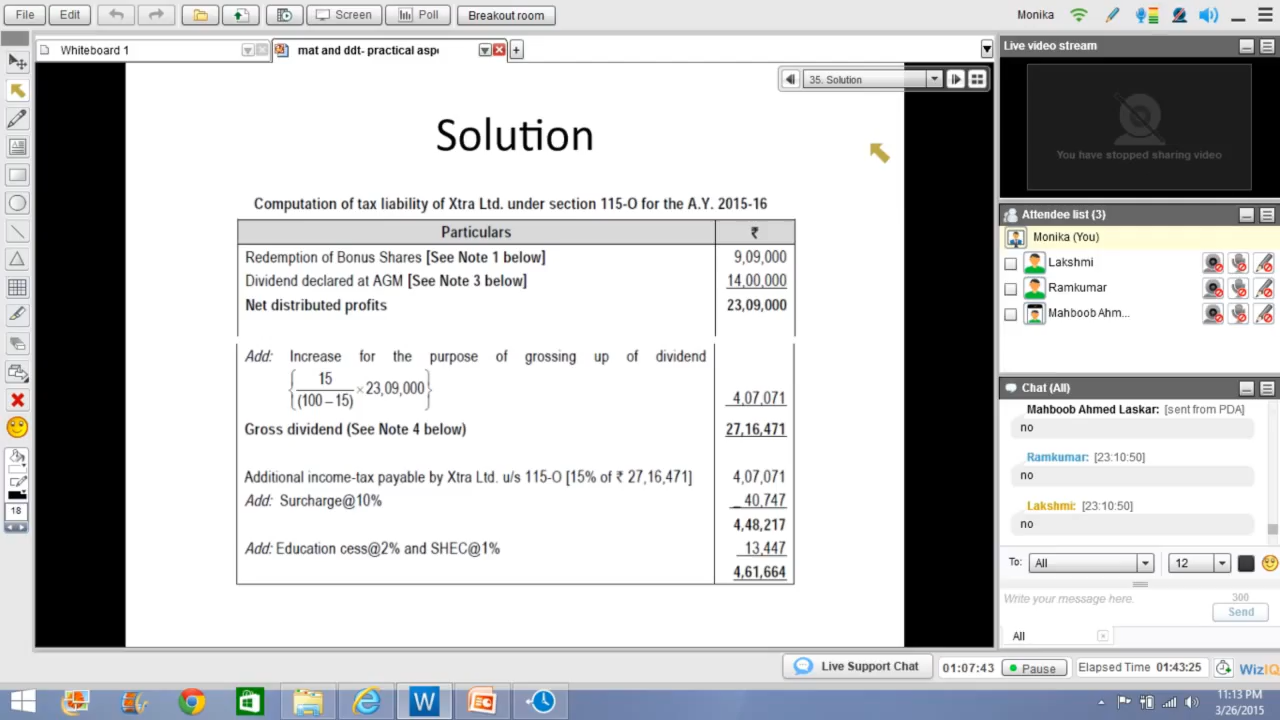 File Edit Screen Poll Breakout room Monika
Whiteboard 1 mat and ddt- practical aspe
35. Solution
Solution
Computation of tax liability of Xtra Ltd. under section 115-O for the A.Y. 2015-16
Particulars ₹
Redemption of Bonus Shares [See Note 1 below] 9,09,000
Dividend declared at AGM [See Note 3 below] 14,00,000
Net distributed profits 23,09,000
Add: Increase for the purpose of grossing up of dividend
{15/(100 – 15) × 23,09,000} 4,07,071
Gross dividend (See Note 4 below) 27,16,471
Additional income-tax payable by Xtra Ltd. u/s 115-O [15% of ₹ 27,16,471] 4,07,071
Add: Surcharge@10% 40,747
4,48,217
Add: Education cess@2% and SHEC@1% 13,447
4,61,664
18
Live video stream
You have stopped sharing video
Attendee list (3)
Monika (You)
Lakshmi
Ramkumar
Mahboob Ahm...
Chat (All)
Mahboob Ahmed Laskar: [sent from PDA]
no
Ramkumar: [23:10:50]
no
Lakshmi: [23:10:50]
no
To: All 12
Write your message here. 300
Send
All
Live Support Chat 01:07:43 Pause Elapsed Time 01:43:25 WizIQ
11:13 PM
3/26/2015